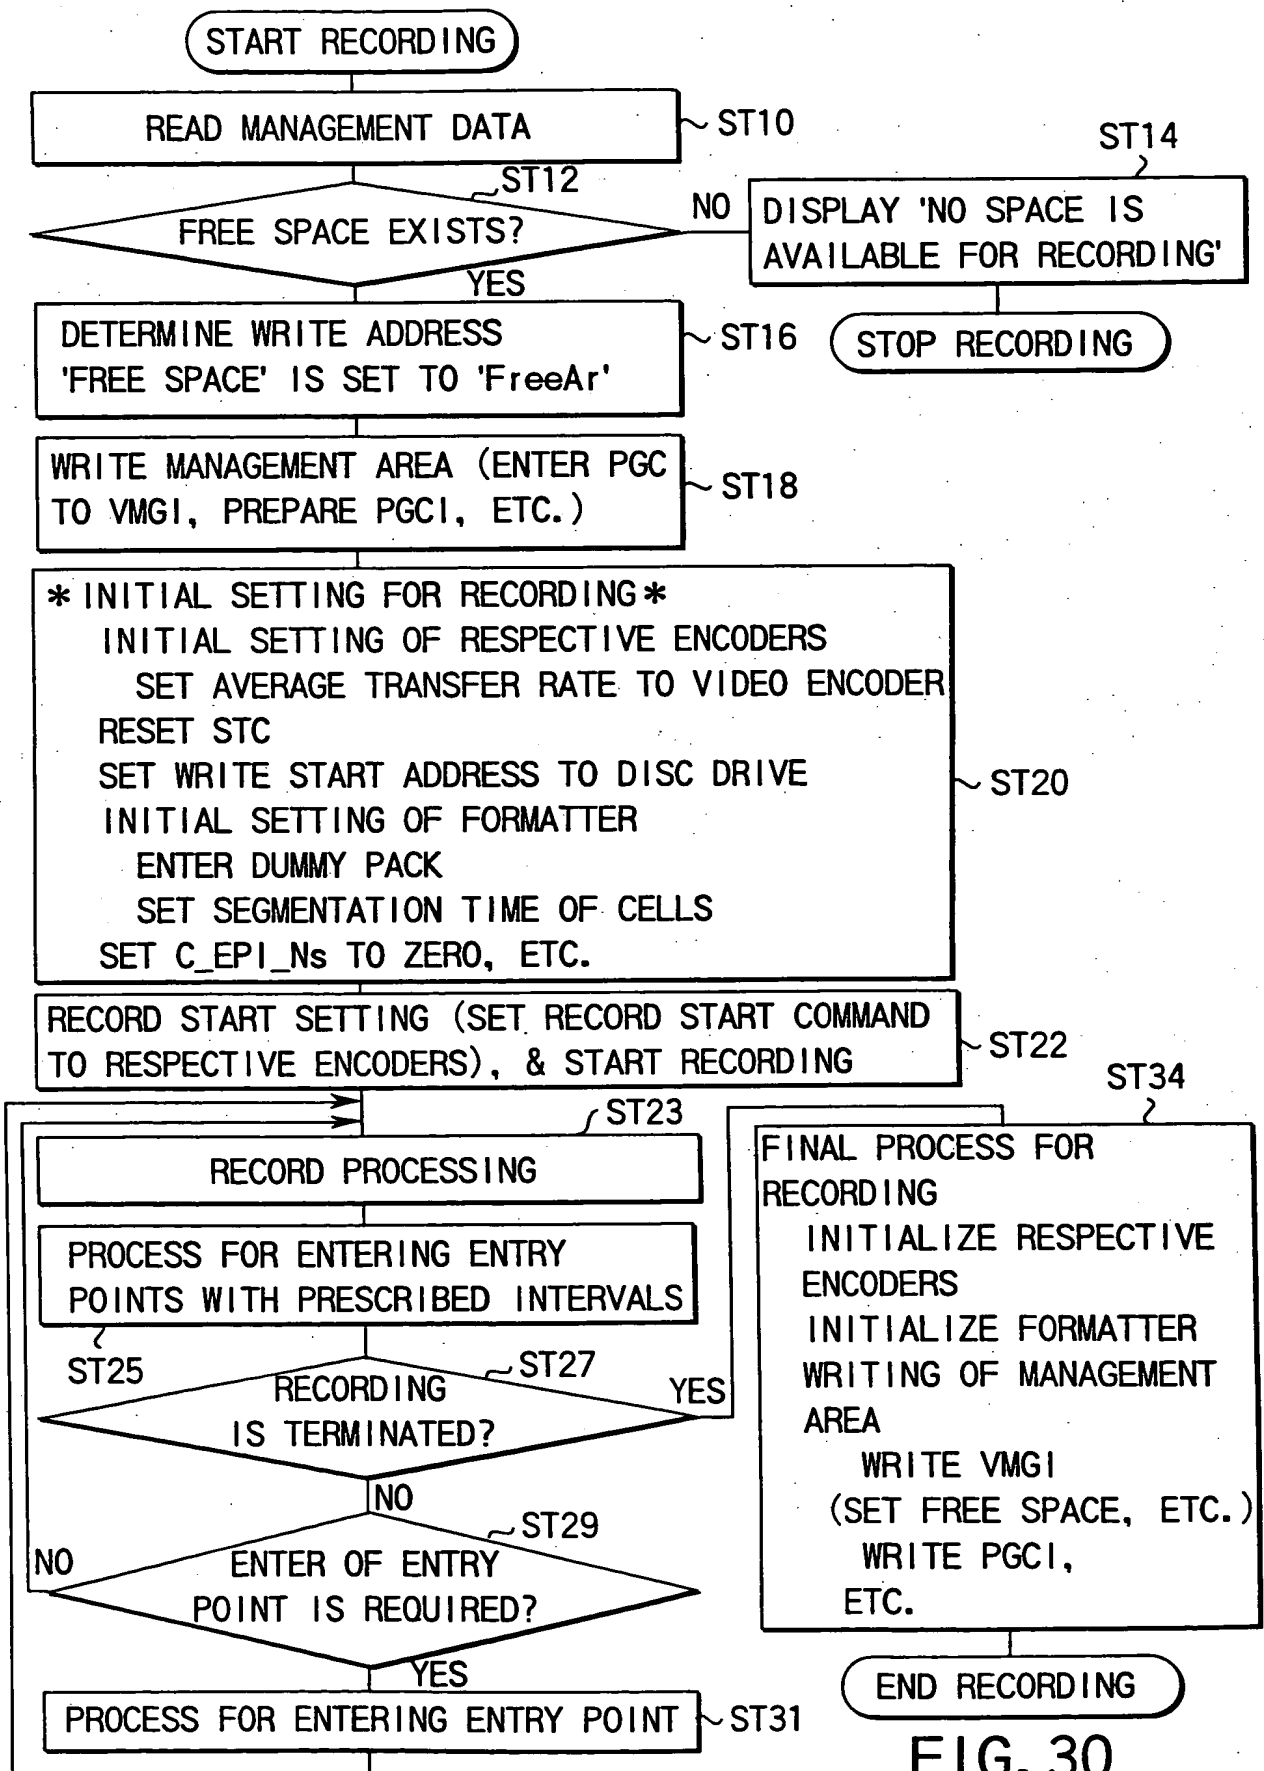 START RECORDING
READ MANAGEMENT DATA
ST10
ST12
FREE SPACE EXISTS?
NO
YES
ST14
DISPLAY 'NO SPACE IS
AVAILABLE FOR RECORDING'
STOP RECORDING
DETERMINE WRITE ADDRESS
'FREE SPACE' IS SET TO 'FreeAr'
ST16
WRITE MANAGEMENT AREA (ENTER PGC
TO VMGI, PREPARE PGCI, ETC.)
ST18
* INITIAL SETTING FOR RECORDING *
INITIAL SETTING OF RESPECTIVE ENCODERS
SET AVERAGE TRANSFER RATE TO VIDEO ENCODER
RESET STC
SET WRITE START ADDRESS TO DISC DRIVE
INITIAL SETTING OF FORMATTER
ENTER DUMMY PACK
SET SEGMENTATION TIME OF CELLS
SET C_EPI_Ns TO ZERO, ETC.
ST20
RECORD START SETTING (SET RECORD START COMMAND
TO RESPECTIVE ENCODERS), & START RECORDING
ST22
ST23
RECORD PROCESSING
PROCESS FOR ENTERING ENTRY
POINTS WITH PRESCRIBED INTERVALS
ST25
ST27
RECORDING
IS TERMINATED?
YES
NO
ST29
ENTER OF ENTRY
POINT IS REQUIRED?
NO
YES
PROCESS FOR ENTERING ENTRY POINT
ST31
ST34
FINAL PROCESS FOR
RECORDING
INITIALIZE RESPECTIVE
ENCODERS
INITIALIZE FORMATTER
WRITING OF MANAGEMENT
AREA
WRITE VMGI
(SET FREE SPACE, ETC.)
WRITE PGCI,
ETC.
END RECORDING
FIG. 30